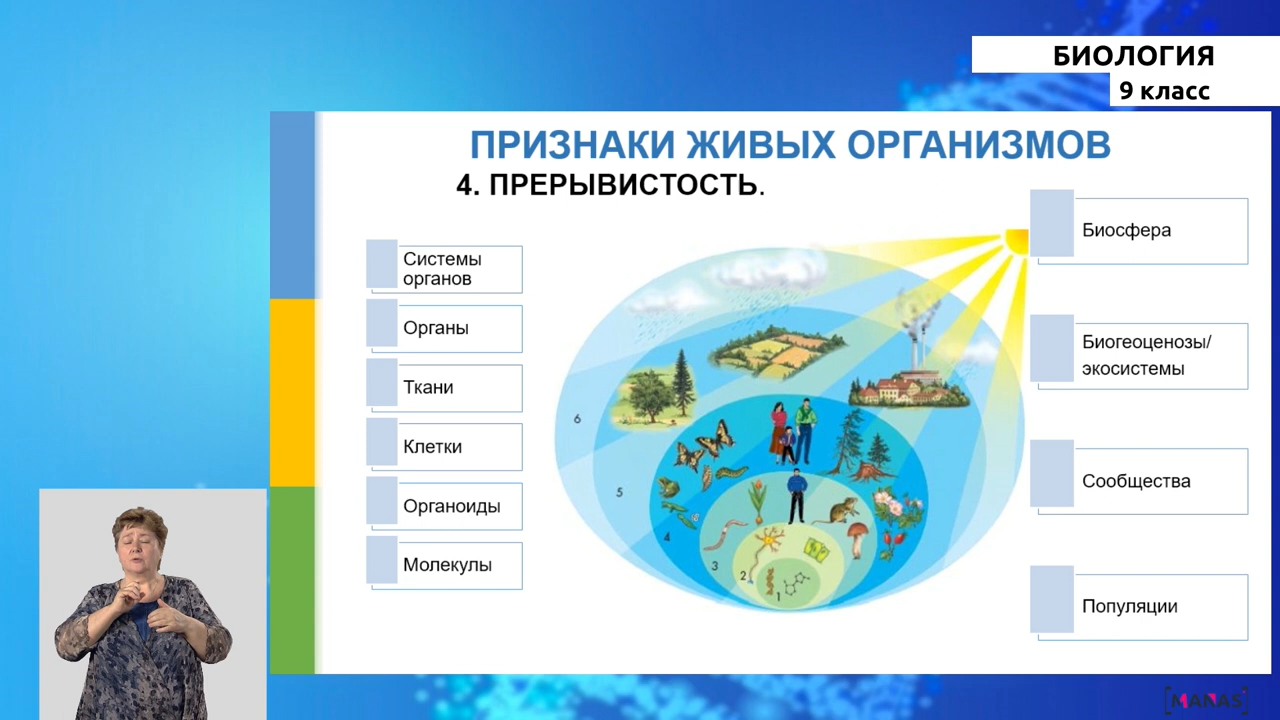 БИОЛОГИЯ
9 класс
ПРИЗНАКИ ЖИВЫХ ОРГАНИЗМОВ
4. ПРЕРЫВИСТОСТЬ.
Системы
органов
Органы
Ткани
Клетки
Органоиды
Молекулы
6
5
4
3
2
1
Биосфера
Биогеоценозы/
экосистемы
Сообщества
Популяции
[MANAS]